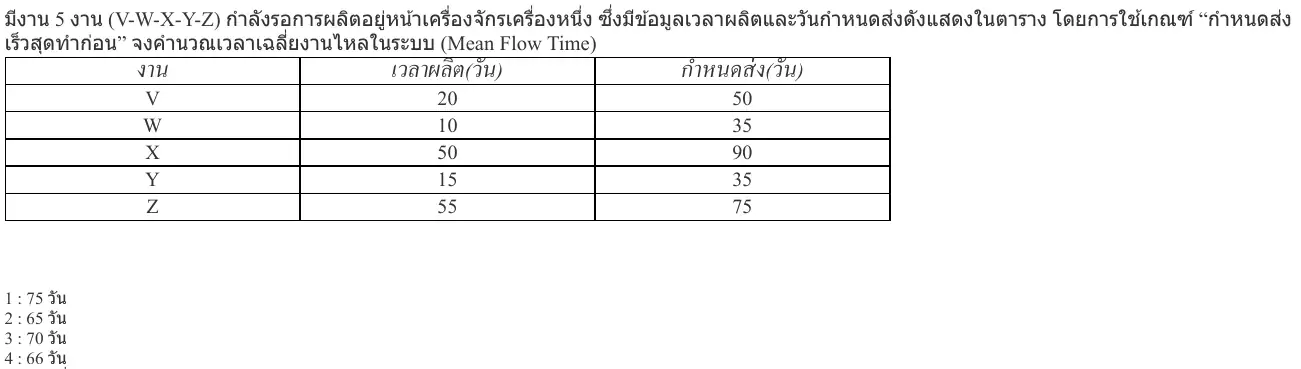 มีงาน 5 งาน (V-W-X-Y-Z) กำลังรอการผลิตอยู่หน้าเครื่องจักรเครื่องหนึ่ง ซึ่งมีข้อมูลเวลาผลิตและวันกำหนดส่งดังแสดงในตาราง โดยการใช้เกณฑ์ “กำหนดส่ง
เร็วสุดทำก่อน” จงคำนวณเวลาเฉลี่ยงานไหลในระบบ (Mean Flow Time)
งาน เวลาผลิต(วัน) กำหนดส่ง(วัน)
V 20 50
W 10 35
X 50 90
Y 15 35
Z 55 75
1 : 75 วัน
2 : 65 วัน
3 : 70 วัน
4 : 66 วัน